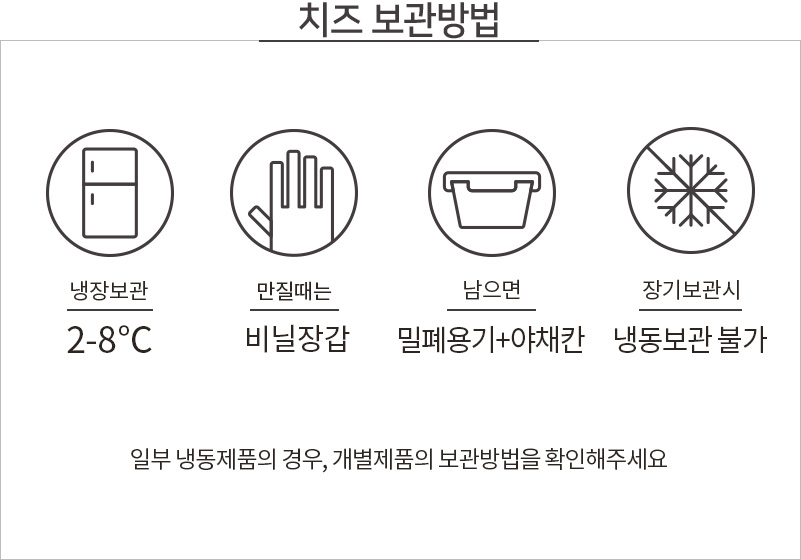 치즈 보관방법
냉장보관
2-8℃
만질때는
비닐장갑
남으면
밀폐용기+야채칸
장기보관시
냉동보관 불가
일부 냉동제품의 경우, 개별제품의 보관방법을 확인해주세요